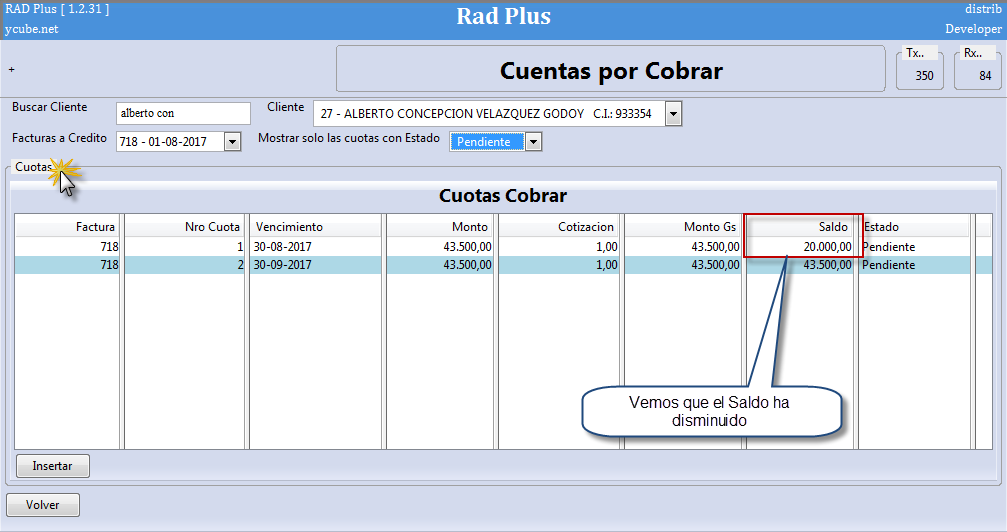 RAD Plus [ 1.2.31 ] Rad Plus distrib
ycube.net Developer
+ Cuentas por Cobrar Tx.. 350 Rx.. 84
Buscar Cliente alberto con Cliente 27 - ALBERTO CONCEPCION VELAZQUEZ GODOY C.I.: 933354
Facturas a Credito 718 - 01-08-2017 Mostrar solo las cuotas con Estado Pendiente
Cuotas
Cuotas Cobrar
Factura Nro Cuota Vencimiento Monto Cotizacion Monto Gs Saldo Estado
718 1 30-08-2017 43.500,00 1,00 43.500,00 20.000,00 Pendiente
718 2 30-09-2017 43.500,00 1,00 43.500,00 43.500,00 Pendiente
Vemos que el Saldo ha
disminuido
Insertar
Volver